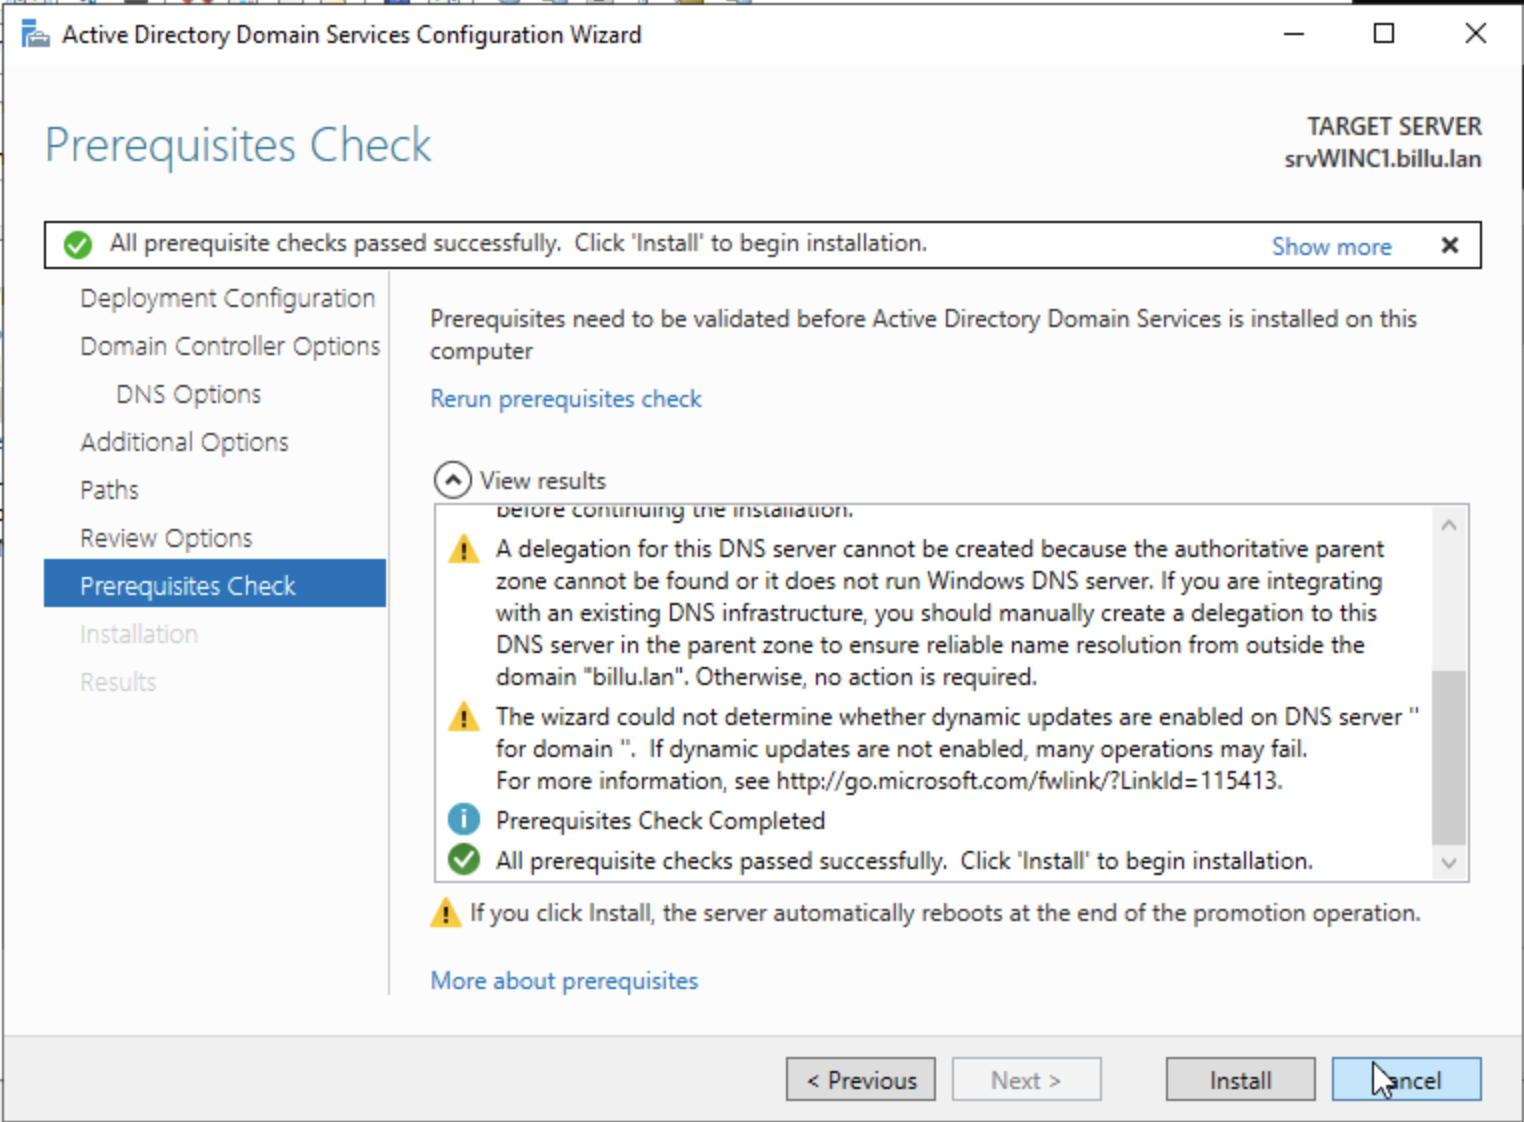 Active Directory Domain Services Configuration Wizard
Prerequisites Check
TARGET SERVER
srvWINC1.billu.lan
All prerequisite checks passed successfully.  Click 'Install' to begin installation.
Show more
Deployment Configuration
Domain Controller Options
DNS Options
Additional Options
Paths
Review Options
Prerequisites Check
Installation
Results
Prerequisites need to be validated before Active Directory Domain Services is installed on this
computer
Rerun prerequisites check
View results
before continuing the installation.
A delegation for this DNS server cannot be created because the authoritative parent
zone cannot be found or it does not run Windows DNS server. If you are integrating
with an existing DNS infrastructure, you should manually create a delegation to this
DNS server in the parent zone to ensure reliable name resolution from outside the
domain "billu.lan". Otherwise, no action is required.
The wizard could not determine whether dynamic updates are enabled on DNS server ''
for domain ''.  If dynamic updates are not enabled, many operations may fail.
For more information, see http://go.microsoft.com/fwlink/?LinkId=115413.
Prerequisites Check Completed
All prerequisite checks passed successfully.  Click 'Install' to begin installation.
If you click Install, the server automatically reboots at the end of the promotion operation.
More about prerequisites
< Previous
Next >
Install
Cancel